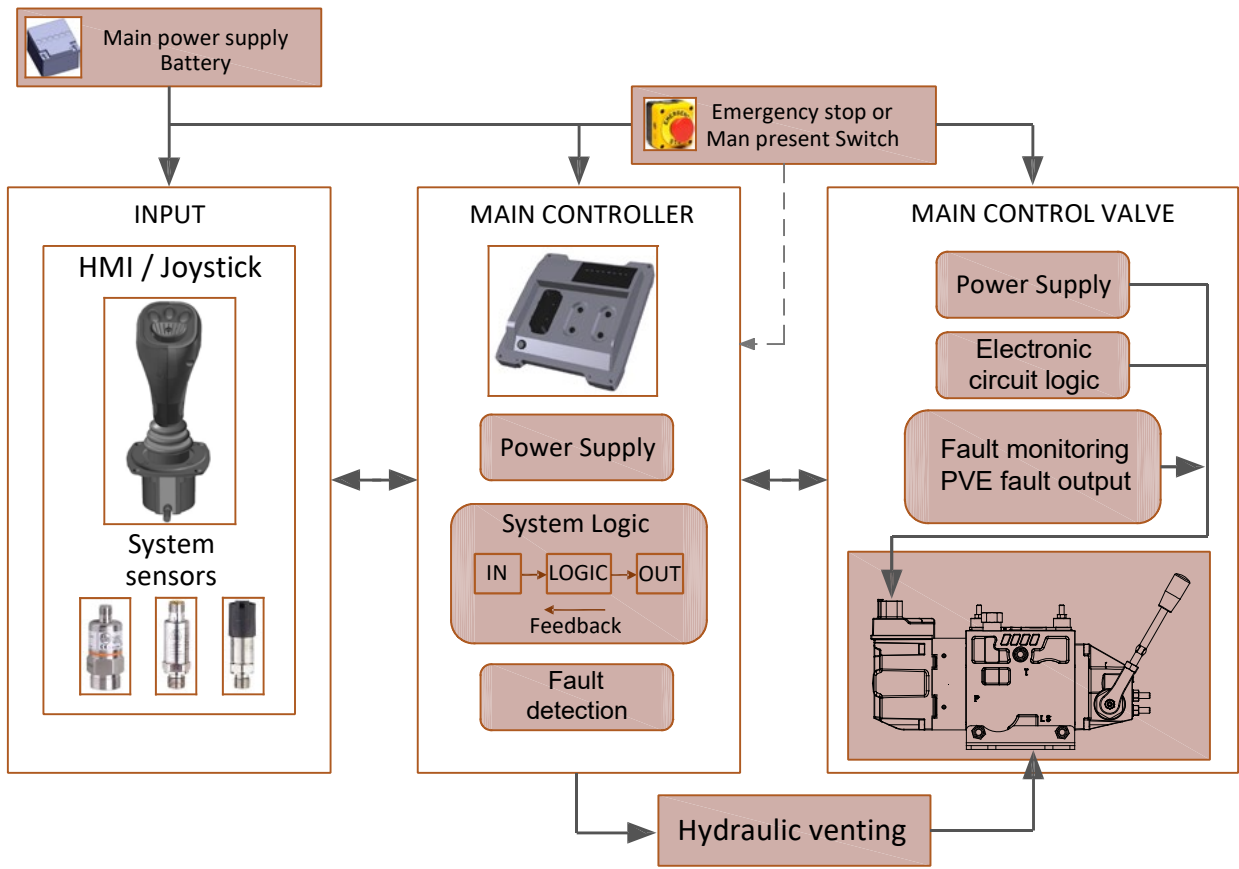 Main power supply
Battery
Emergency stop or
Man present Switch
INPUT
HMI / Joystick
System
sensors
MAIN CONTROLLER
Power Supply
System Logic
IN
LOGIC
OUT
Feedback
Fault
detection
MAIN CONTROL VALVE
Power Supply
Electronic
circuit logic
Fault monitoring
PVE fault output
T
P
LS
Hydraulic venting